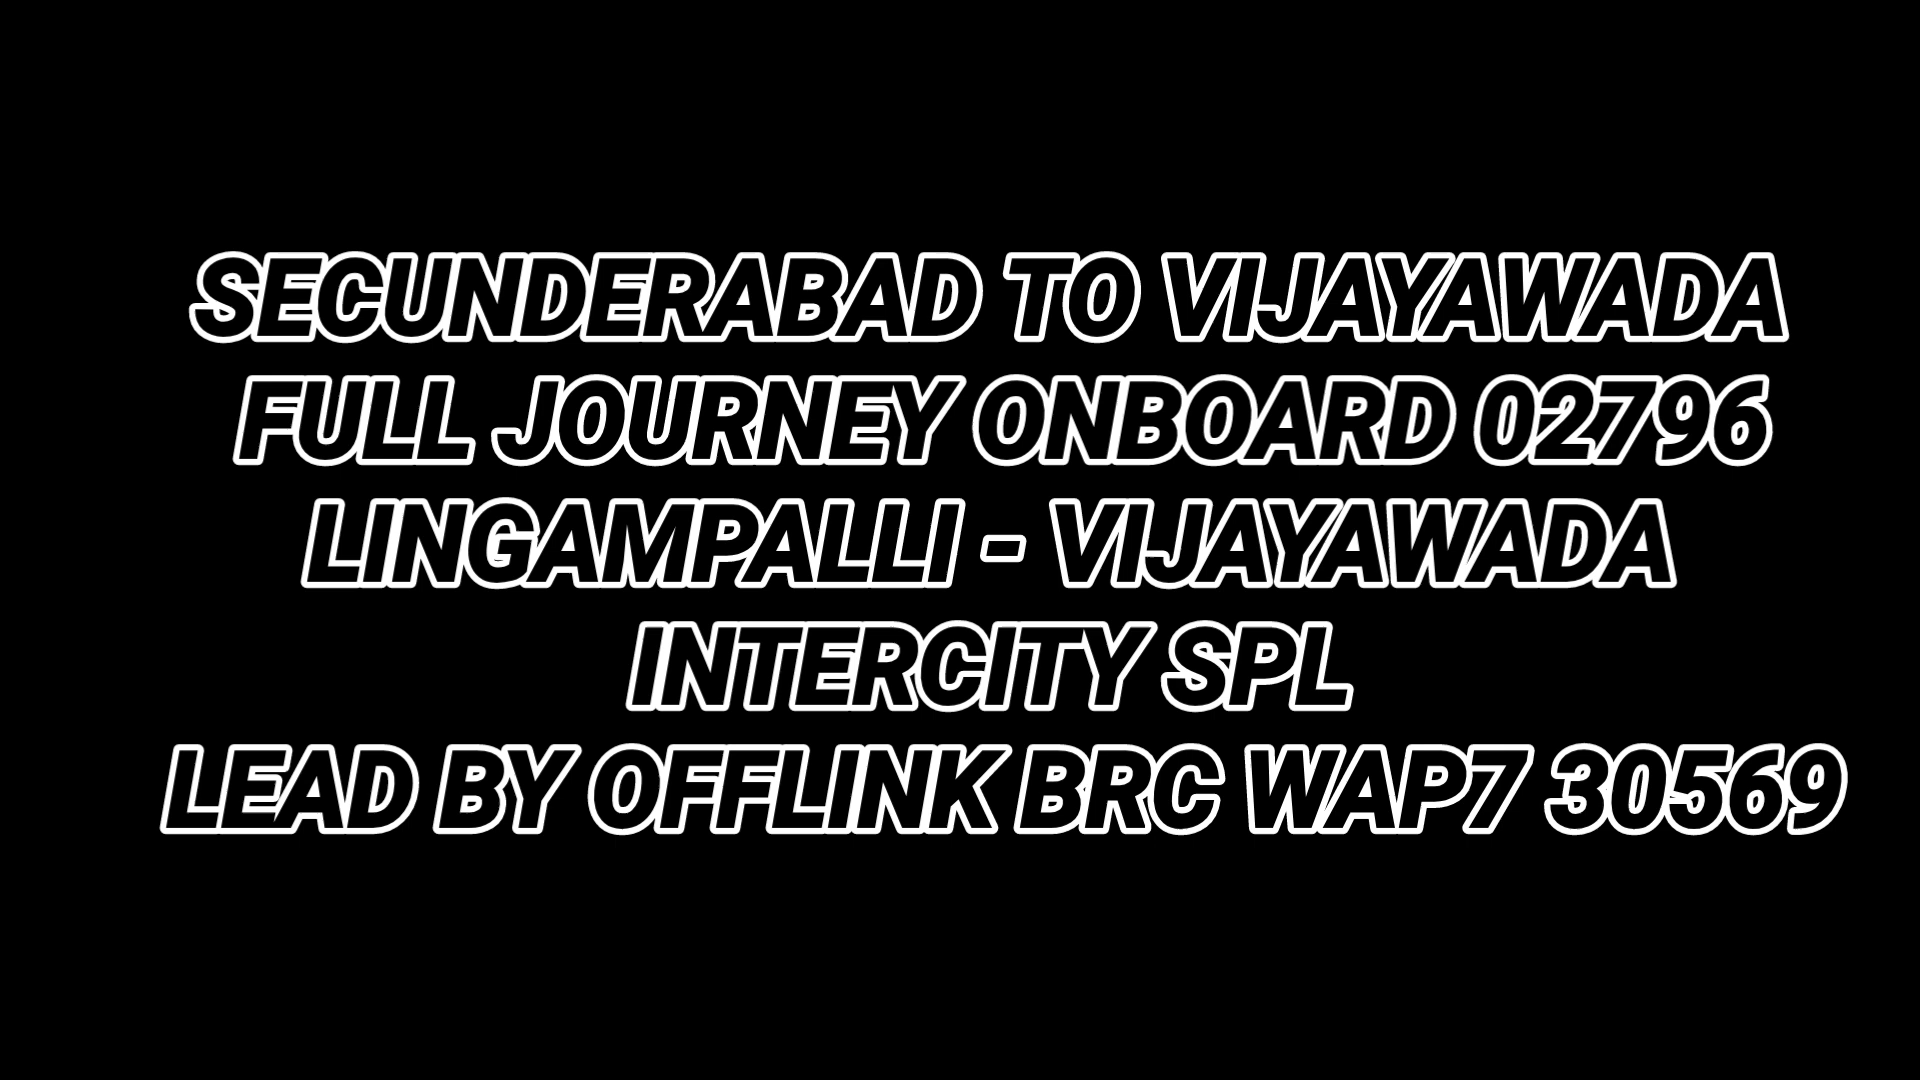 SECUNDERABAD TO VIJAYAWADA
FULL JOURNEY ONBOARD 02796
LINGAMPALLI - VIJAYAWADA
INTERCITY SPL
LEAD BY OFFLINK BRC WAP7 30569